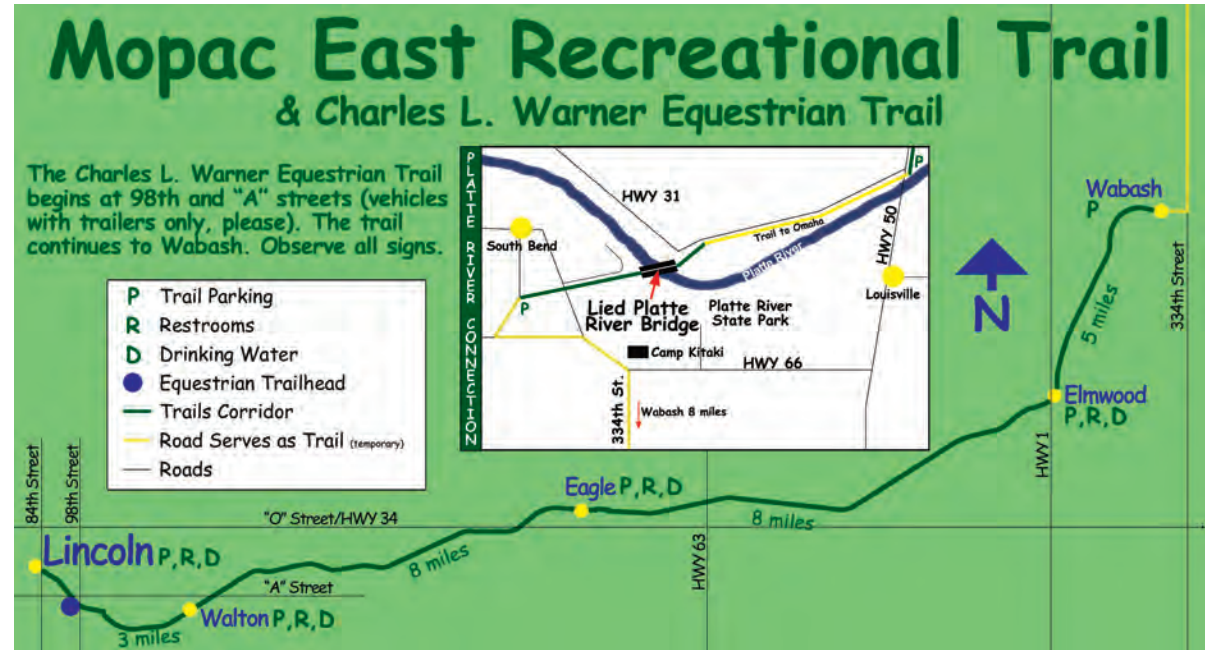 Mopac East Recreational Trail
& Charles L. Warner Equestrian Trail
The Charles L. Warner Equestrian Trail
begins at 98th and “A” streets (vehicles
with trailers only, please). The trail
continues to Wabash. Observe all signs.
P Trail Parking
R Restrooms
D Drinking Water
Equestrian Trailhead
Trails Corridor
Road Serves as Trail (temporary)
Roads
PLATTE RIVER CONNECTION
HWY 31
P
HWY 50
South Bend
Trail to Omaha
Platte River
Louisville
P
Lied Platte
River Bridge
Platte River
State Park
Camp Kitaki
HWY 66
334th St.
Wabash 8 miles
Wabash
P
334th Street
N
5 miles
Elmwood
P,R,D
HWY 1
84th Street
98th Street
Eagle P,R,D
"O" Street/HWY 34
8 miles
HWY 63
8 miles
Lincoln P,R,D
"A" Street
Walton P,R,D
3 miles